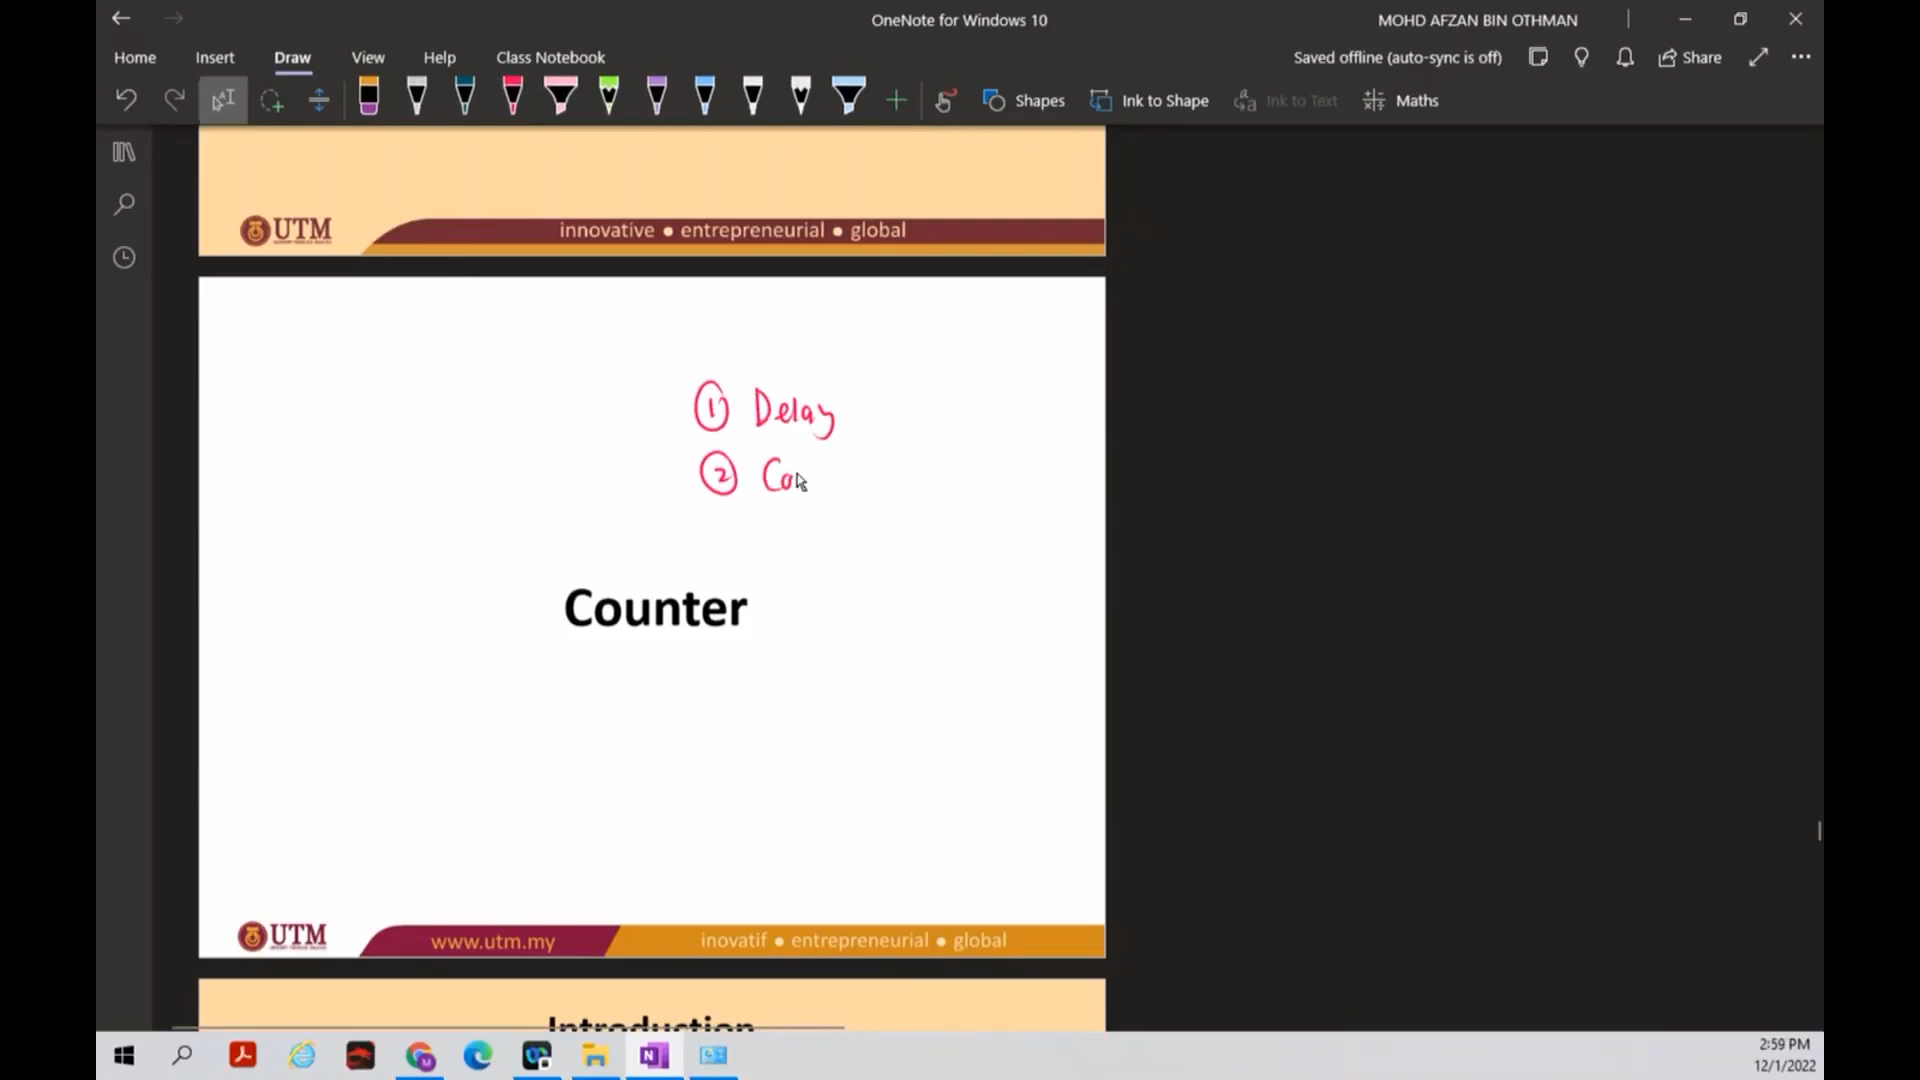 OneNote for Windows 10
MOHD AFZAN BIN OTHMAN
Home Insert Draw View Help Class Notebook
Saved offline (auto-sync is off) Share
Shapes Ink to Shape Ink to Text Maths
UTM innovative ● entrepreneurial ● global
① Delay
② Co
Counter
UTM www.utm.my inovatif ● entrepreneurial ● global
Introduction
2:59 PM
12/1/2022